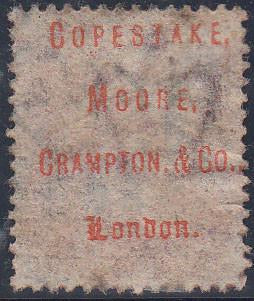 COPESTAKE,
MOORE,
CRAMPTON, & CO.,
London.